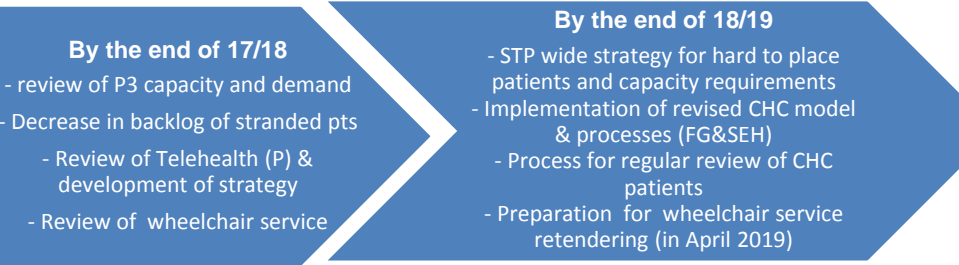 By the end of 17/18
- review of P3 capacity and demand
- Decrease in backlog of stranded pts
- Review of Telehealth (P) &
development of strategy
- Review of wheelchair service
By the end of 18/19
- STP wide strategy for hard to place
patients and capacity requirements
- Implementation of revised CHC model
& processes (FG&SEH)
- Process for regular review of CHC
patients
- Preparation for wheelchair service
retendering (in April 2019)